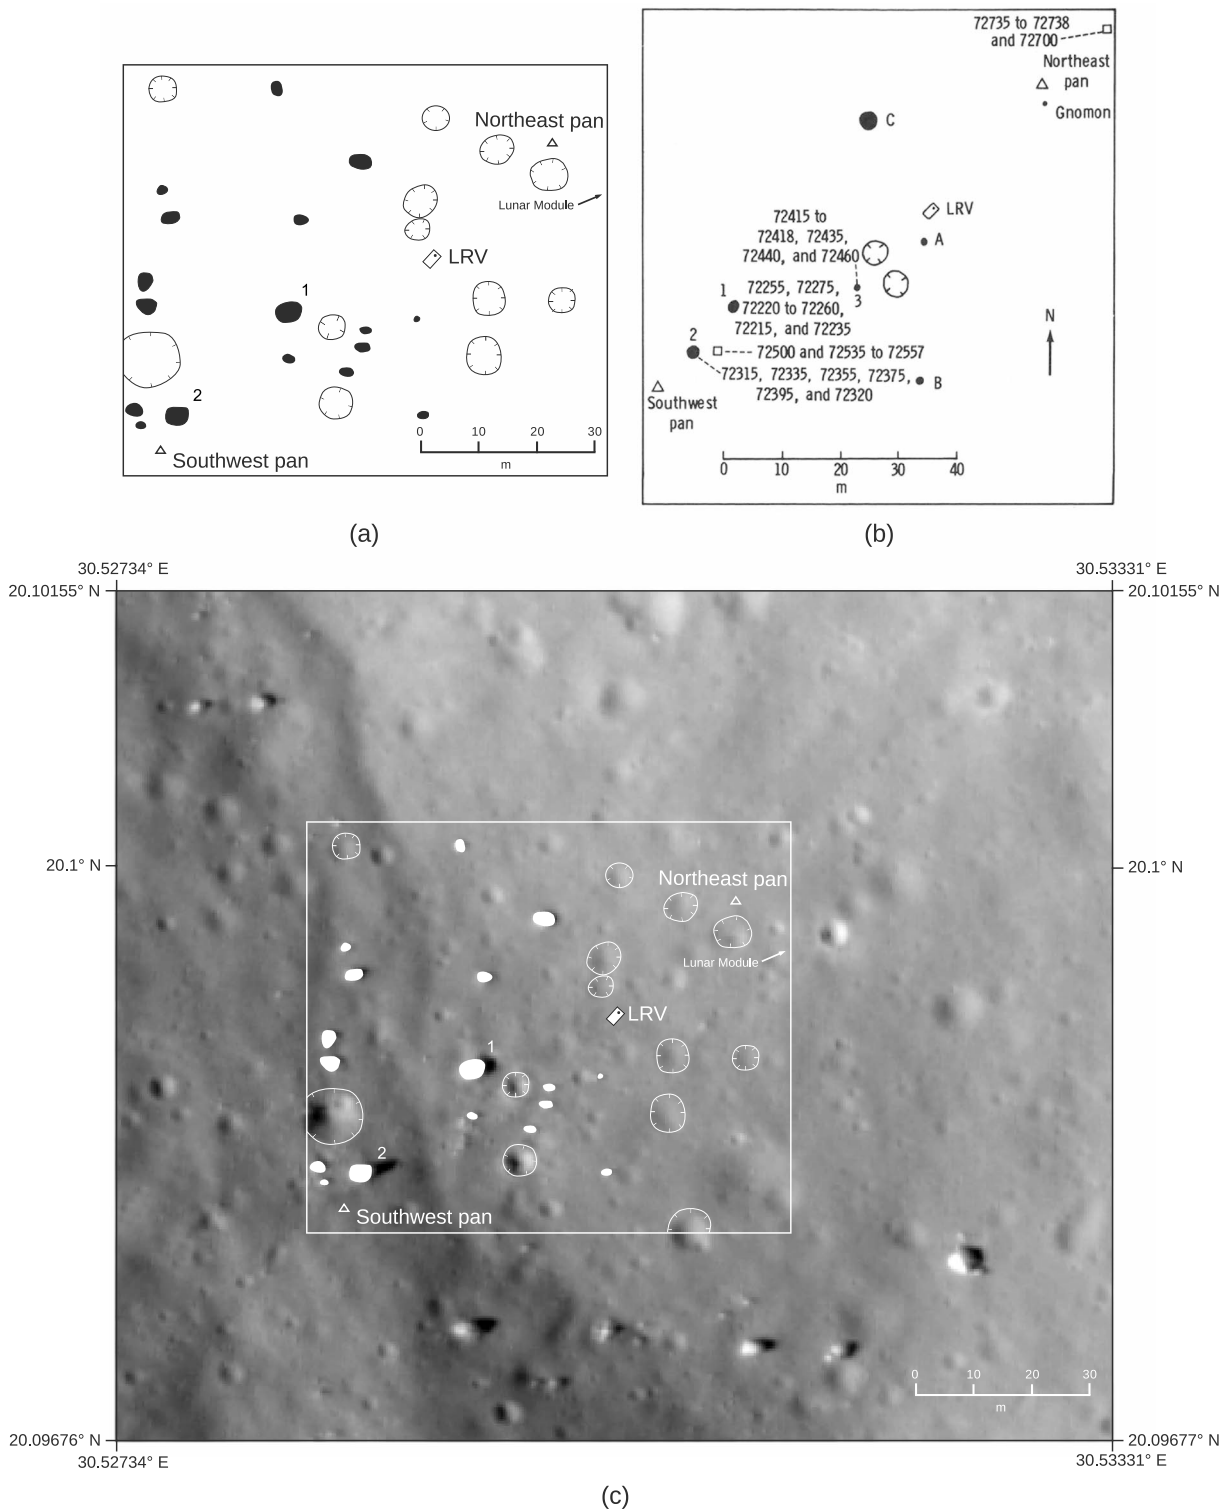 Northeast pan
Lunar Module
LRV
1
2
Southwest pan
0 10 20 30
m
(a)
72735 to 72738
and 72700
Northeast
pan
Gnomon
C
LRV
A
72415 to
72418, 72435,
72440, and 72460
3
1
72255, 72275,
72220 to 72260,
72215, and 72235
2
72500 and 72535 to 72557
72315, 72335, 72355, 72375,
72395, and 72320
B
N
Southwest
pan
0 10 20 30 40
m
(b)
30.52734° E
30.53331° E
20.10155° N
20.10155° N
20.1° N
20.1° N
Northeast pan
Lunar Module
LRV
1
2
Southwest pan
0 10 20 30
m
20.09676° N
20.09677° N
30.52734° E
30.53331° E
(c)